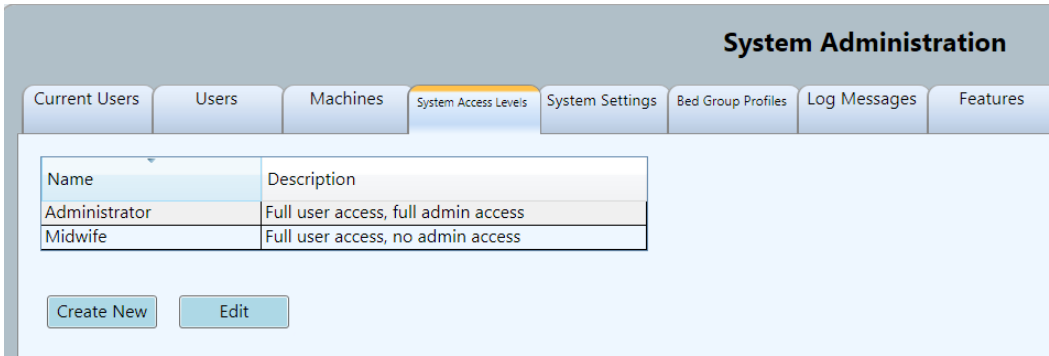 System Administration
Current Users Users Machines System Access Levels System Settings Bed Group Profiles Log Messages Features
Name Description
Administrator Full user access, full admin access
Midwife Full user access, no admin access
Create New Edit